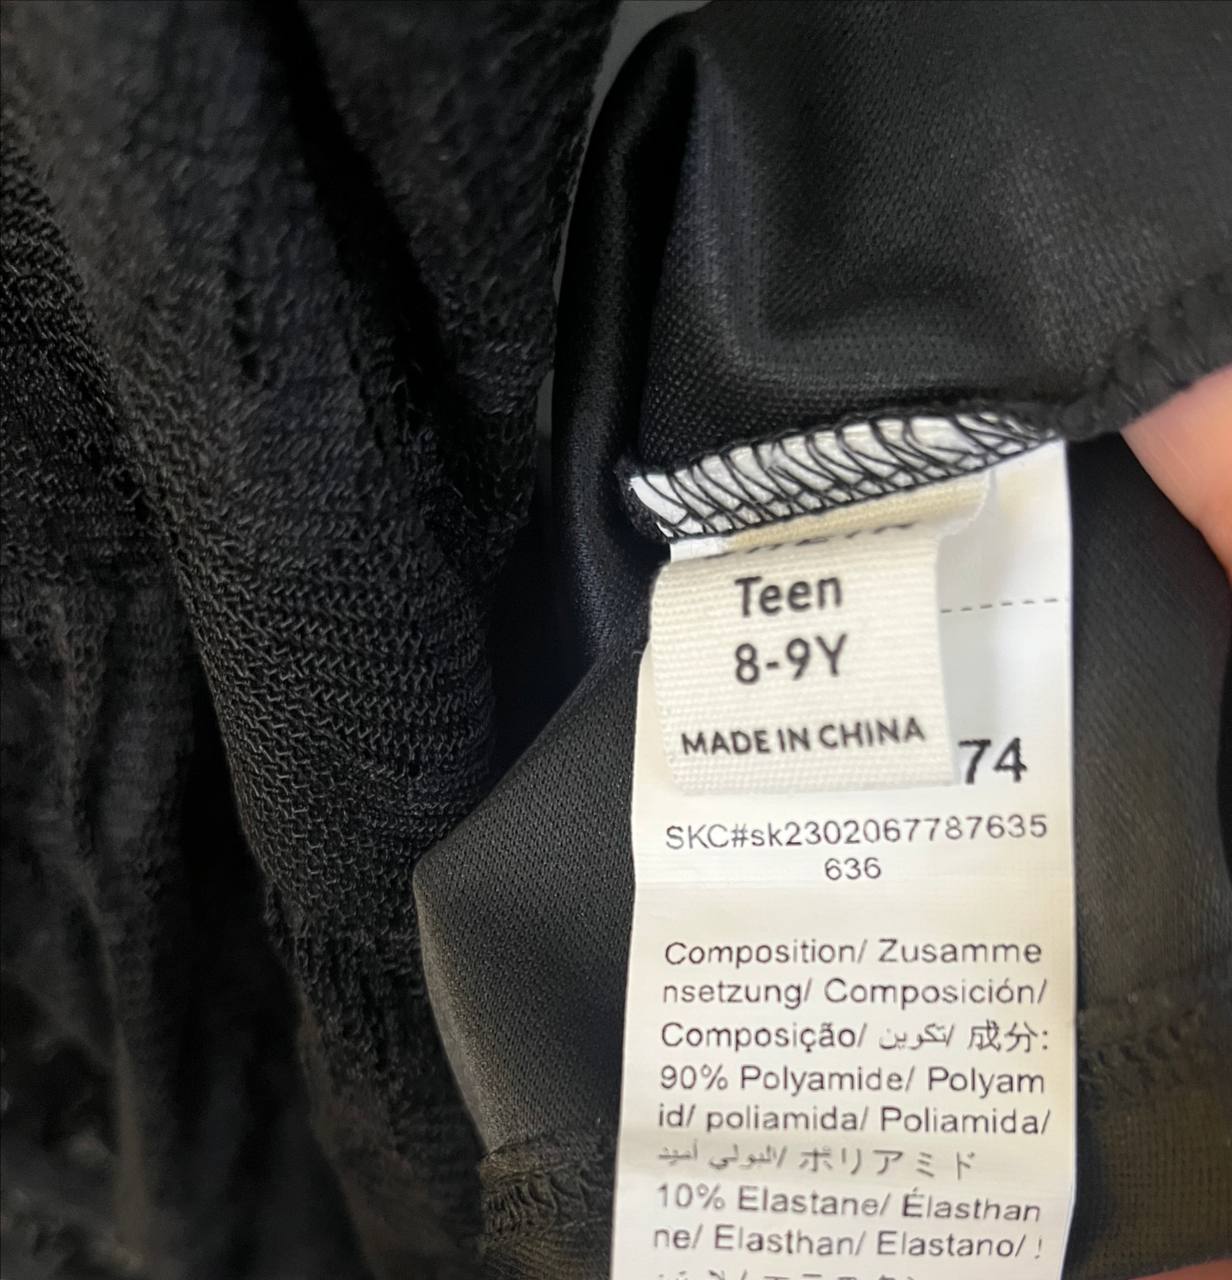 Teen
8-9Y
MADE IN CHINA
74
SKC#sk2302067787635
636
Composition/ Zusamme
nsetzung/ Composición/
Composição/ تكوين/ 成分:
90% Polyamide/ Polyam
id/ poliamida/ Poliamida/
البولي أميد/ ポリアミド
10% Elastane/ Élasthan
ne/ Elasthan/ Elastano/